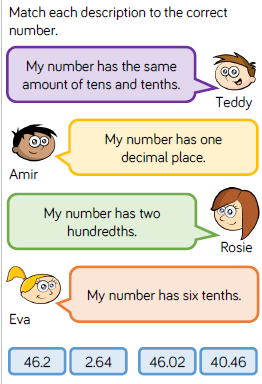 Match each description to the correct
number.
My number has the same
amount of tens and tenths.
Teddy
My number has one
decimal place.
Amir
My number has two
hundredths.
Rosie
My number has six tenths.
Eva
46.2 2.64 46.02 40.46